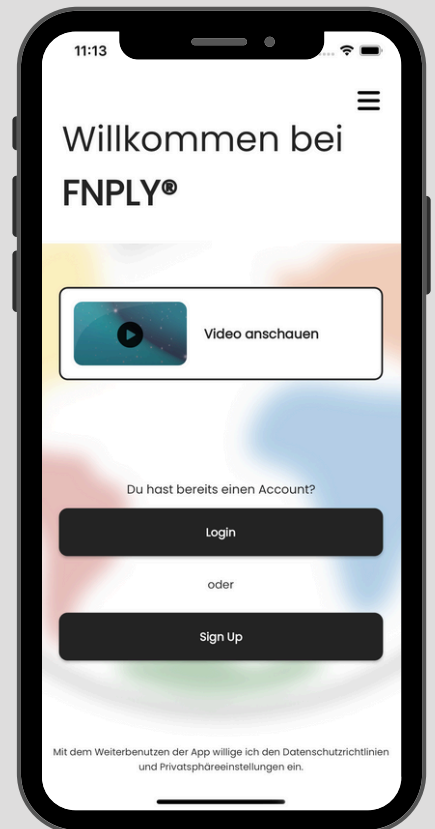 11:13
Willkommen bei
FNPLY®
Video anschauen
Du hast bereits einen Account?
Login
oder
Sign Up
Mit dem Weiterbenutzen der App willige ich den Datenschutzrichtlinien
und Privatsphäreeinstellungen ein.